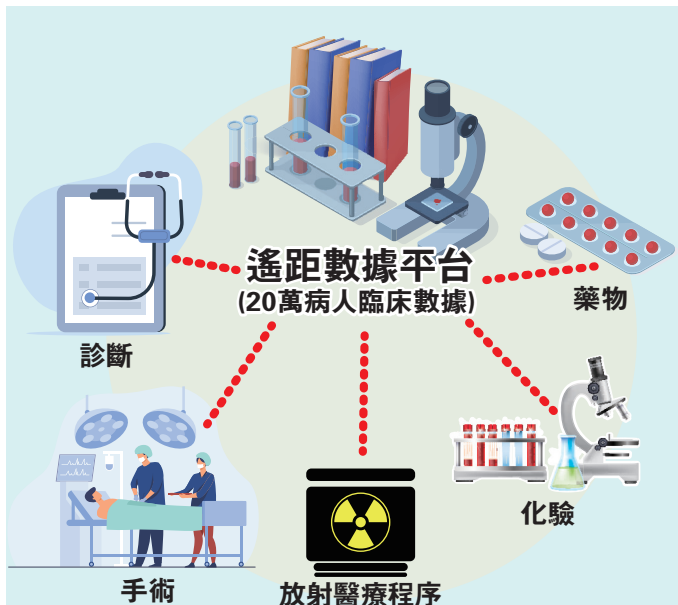 遙距數據平台
(20萬病人臨床數據)
藥物
診斷
化驗
手術
放射醫療程序